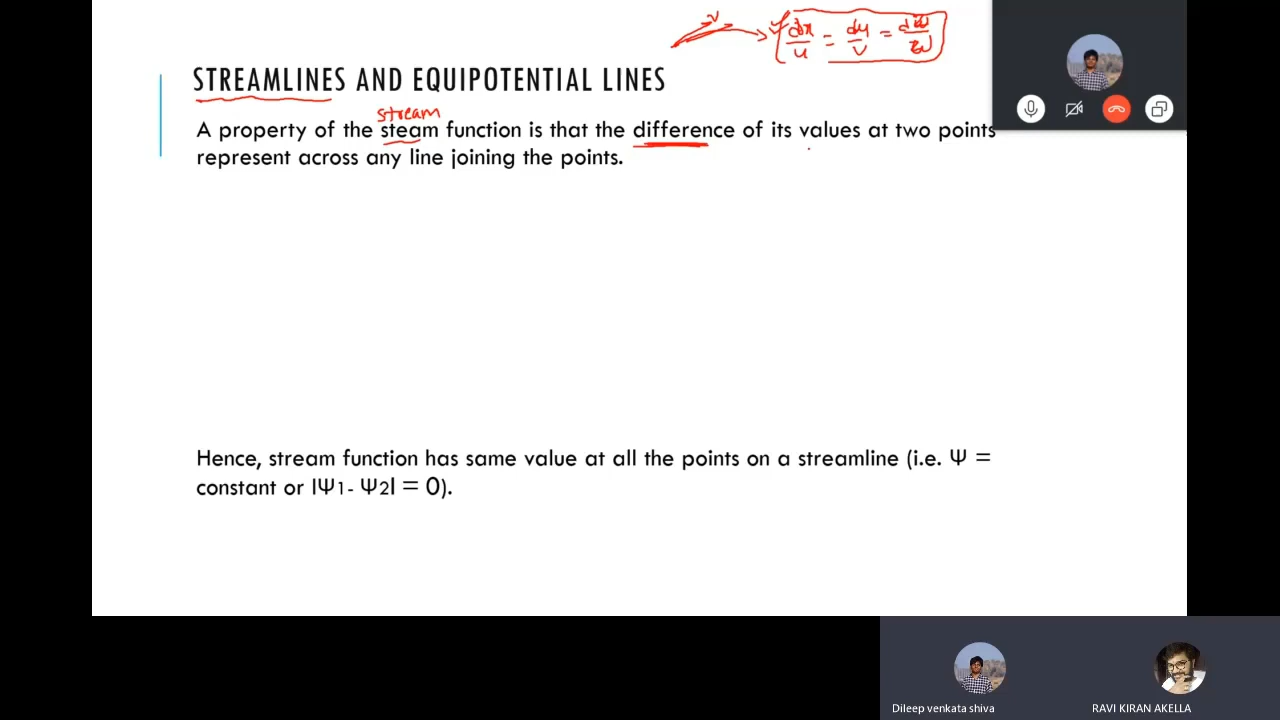 v
dx/u = dy/v = dw/w
STREAMLINES AND EQUIPOTENTIAL LINES
stream
A property of the steam function is that the difference of its values at two points
represent across any line joining the points.
Hence, stream function has same value at all the points on a streamline (i.e. Ψ =
constant or |Ψ1- Ψ2| = 0).
Dileep venkata shiva
RAVI KIRAN AKELLA